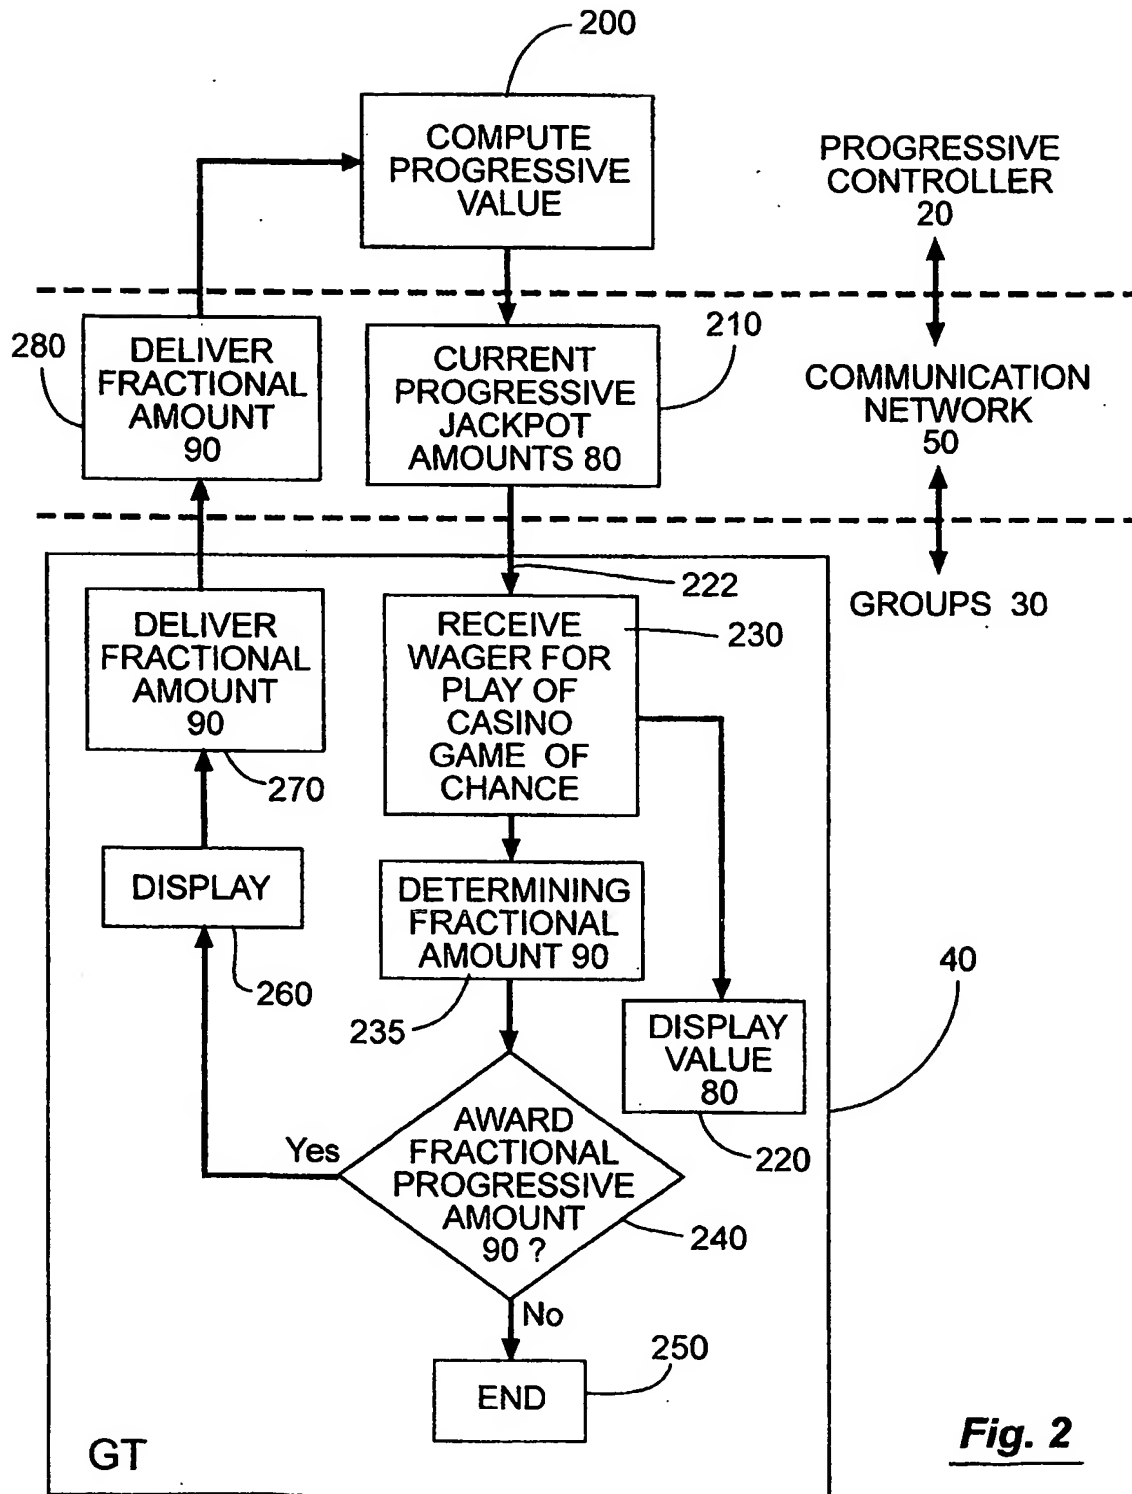 200
COMPUTE
PROGRESSIVE
VALUE
PROGRESSIVE
CONTROLLER
20
280
DELIVER
FRACTIONAL
AMOUNT
90
CURRENT
PROGRESSIVE
JACKPOT
AMOUNTS 80
210
COMMUNICATION
NETWORK
50
222
GROUPS 30
DELIVER
FRACTIONAL
AMOUNT
90
270
RECEIVE
WAGER FOR
PLAY OF
CASINO
GAME OF
CHANCE
230
DISPLAY
260
DETERMINING
FRACTIONAL
AMOUNT 90
235
40
DISPLAY
VALUE
80
220
Yes
AWARD
FRACTIONAL
PROGRESSIVE
AMOUNT
90 ?
240
No
END
250
GT
Fig. 2